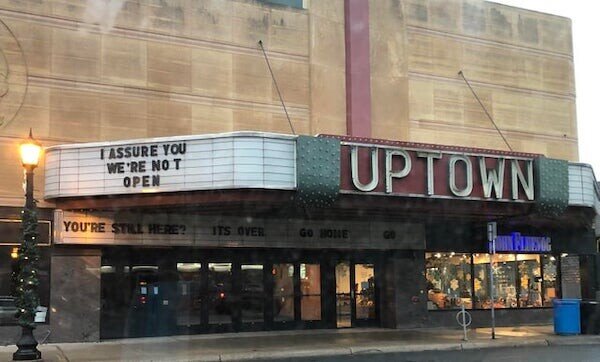 I ASSURE YOU
WE'RE NOT
OPEN
UPTOWN
YOU'RE STILL HERE? ITS OVER GO HOME GO